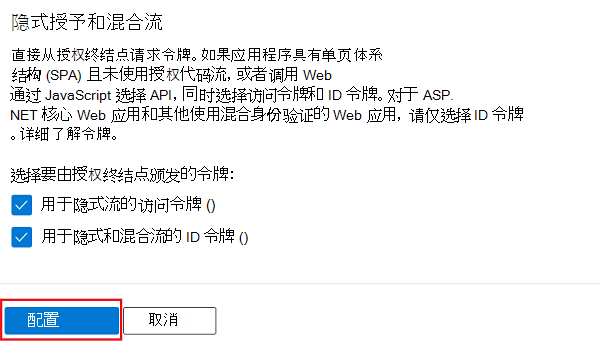 隐式授予和混合流
直接从授权终结点请求令牌。如果应用程序具有单页体系
结构 (SPA) 且未使用授权代码流, 或者调用 Web
通过 JavaScript 选择 API, 同时选择访问令牌和 ID 令牌。对于 ASP.
NET 核心 Web 应用和其他使用混合身份验证的 Web 应用, 请仅选择 ID 令牌
。详细了解令牌。
选择要由授权终结点颁发的令牌:
用于隐式流的访问令牌 ()
用于隐式和混合流的 ID 令牌 ()
配置
取消